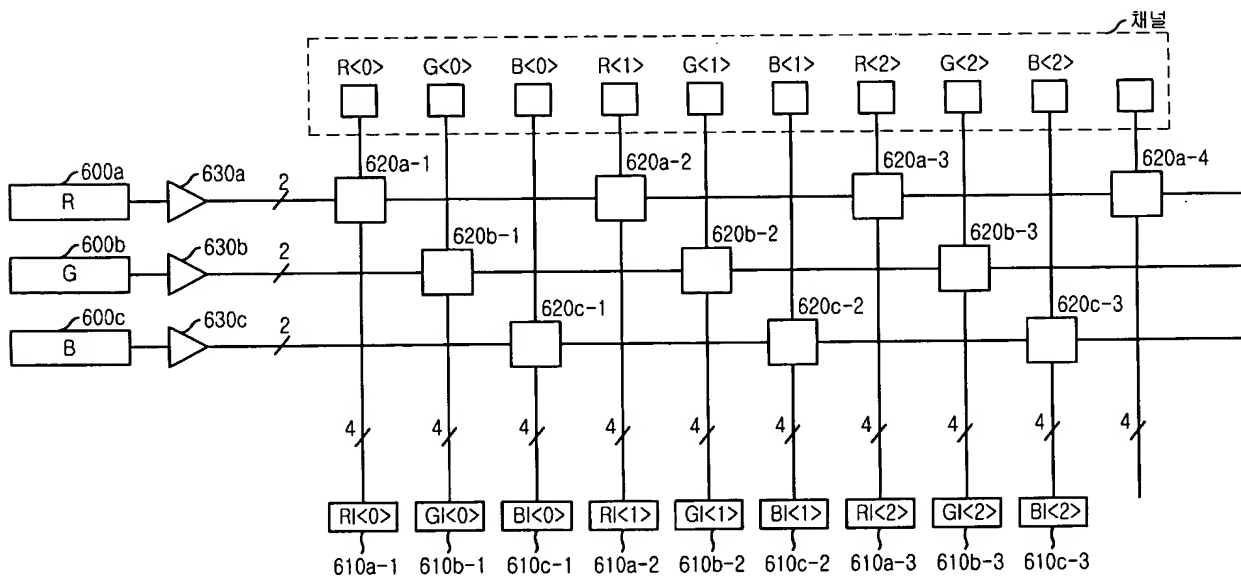 채널
R<0> G<0> B<0> R<1> G<1> B<1> R<2> G<2> B<2>
620a-1 620a-2 620a-3 620a-4
600a 630a
R 2
620b-1 620b-2 620b-3
600b 630b
G 2
620c-1 620c-2 620c-3
600c 630c
B 2
4 4 4 4 4 4 4 4 4 4
RI<0> GI<0> BI<0> RI<1> GI<1> BI<1> RI<2> GI<2> BI<2>
610a-1 610b-1 610c-1 610a-2 610b-2 610c-2 610a-3 610b-3 610c-3